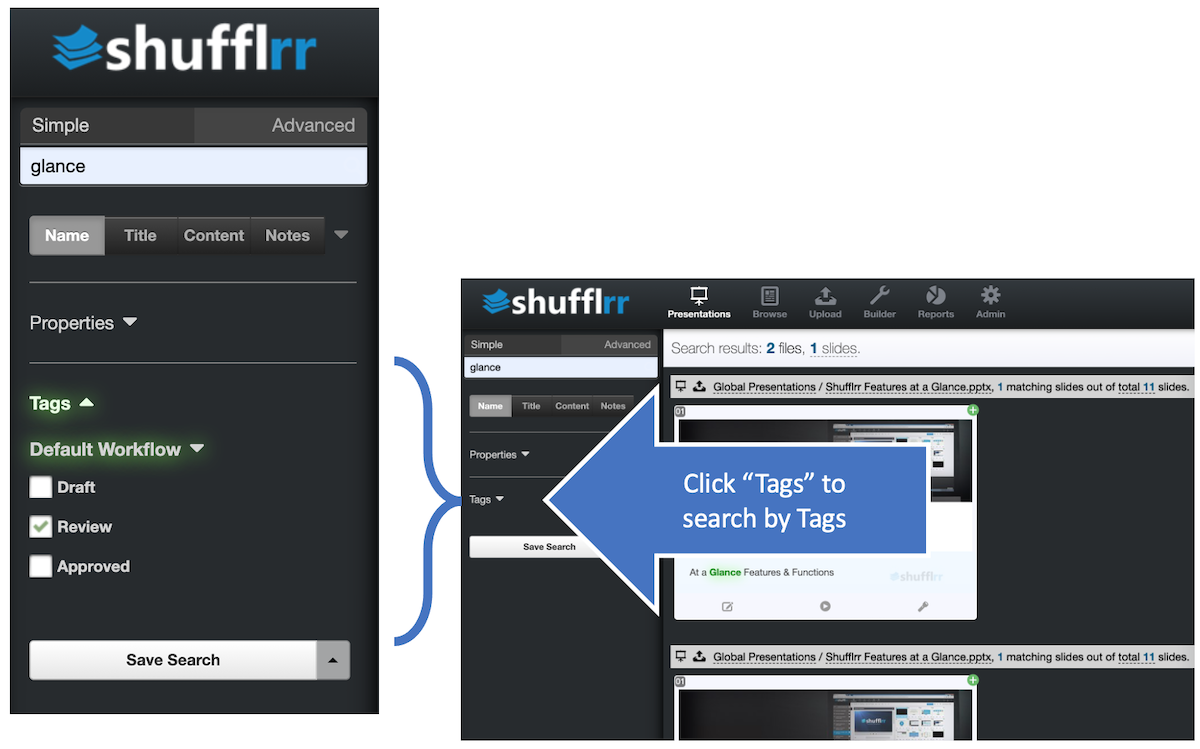 shufflrr
Simple Advanced
glance
Name Title Content Notes
Properties
Tags
Default Workflow
Draft
Review
Approved
Save Search
shufflrr
Presentations Browse Upload Builder Reports Admin
Simple Advanced
glance
Name Title Content Notes
Properties
Tags
Save Search
Search results: 2 files, 1 slides.
Global Presentations / Shufflrr Features at a Glance.pptx, 1 matching slides out of total 11 slides.
01
Click “Tags” to
search by Tags
At a Glance Features & Functions
shufflrr
Global Presentations / Shufflrr Features at a Glance.pptx, 1 matching slides out of total 11 slides.
01
shufflrr